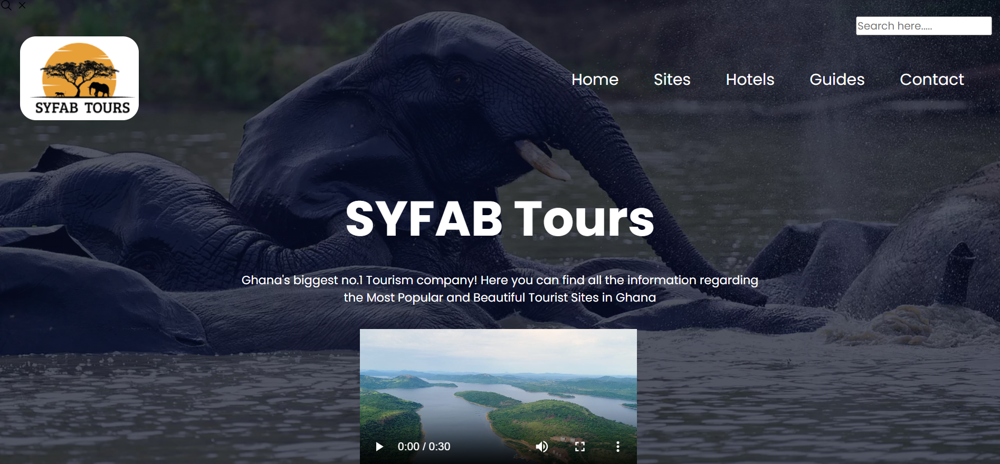 Search here.....
SYFAB TOURS
Home Sites Hotels Guides Contact
SYFAB Tours
Ghana's biggest no.1 Tourism company! Here you can find all the information regarding
the Most Popular and Beautiful Tourist Sites in Ghana
0:00 / 0:30